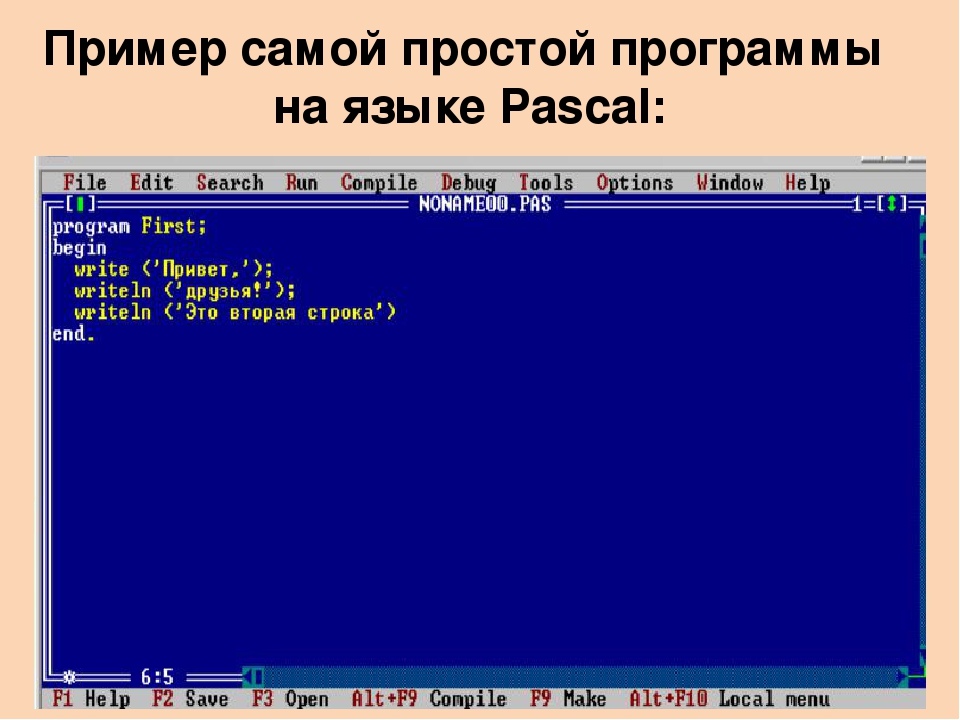 Пример самой простой программы
на языке Pascal:
File Edit Search Run Compile Debug Tools Options Window Help
[ ] NONAME00.PAS 1=[↕]
program First;
begin
write ('Привет,');
writeln ('друзья!');
writeln ('Это вторая строка')
end.
6:5
F1 Help F2 Save F3 Open Alt+F9 Compile F9 Make Alt+F10 Local menu